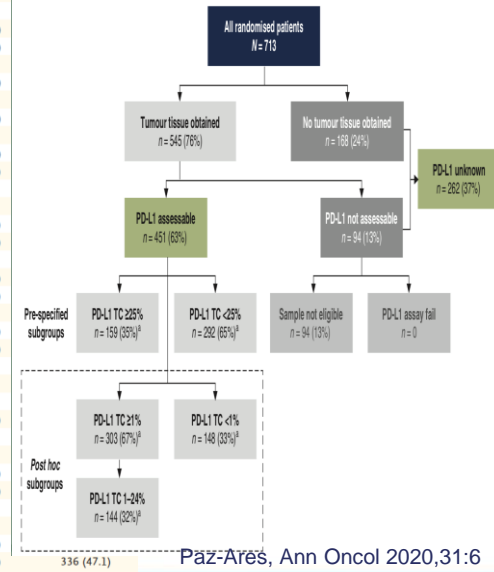 All randomised patients
N = 713
Tumour tissue obtained
n = 545 (76%)
No tumour tissue obtained
n = 168 (24%)
PD-L1 unknown
n = 262 (37%)
PD-L1 assessable
n = 451 (63%)
PD-L1 not assessable
n = 94 (13%)
Pre-specified
subgroups
PD-L1 TC ≥25%
n = 159 (35%)a
PD-L1 TC <25%
n = 292 (65%)a
Sample not eligible
n = 94 (13%)
PD-L1 assay fail
n = 0
Post hoc
subgroups
PD-L1 TC ≥1%
n = 303 (67%)a
PD-L1 TC <1%
n = 148 (33%)a
PD-L1 TC 1–24%
n = 144 (32%)a
336 (47.1)
Paz-Ares, Ann Oncol 2020,31:6